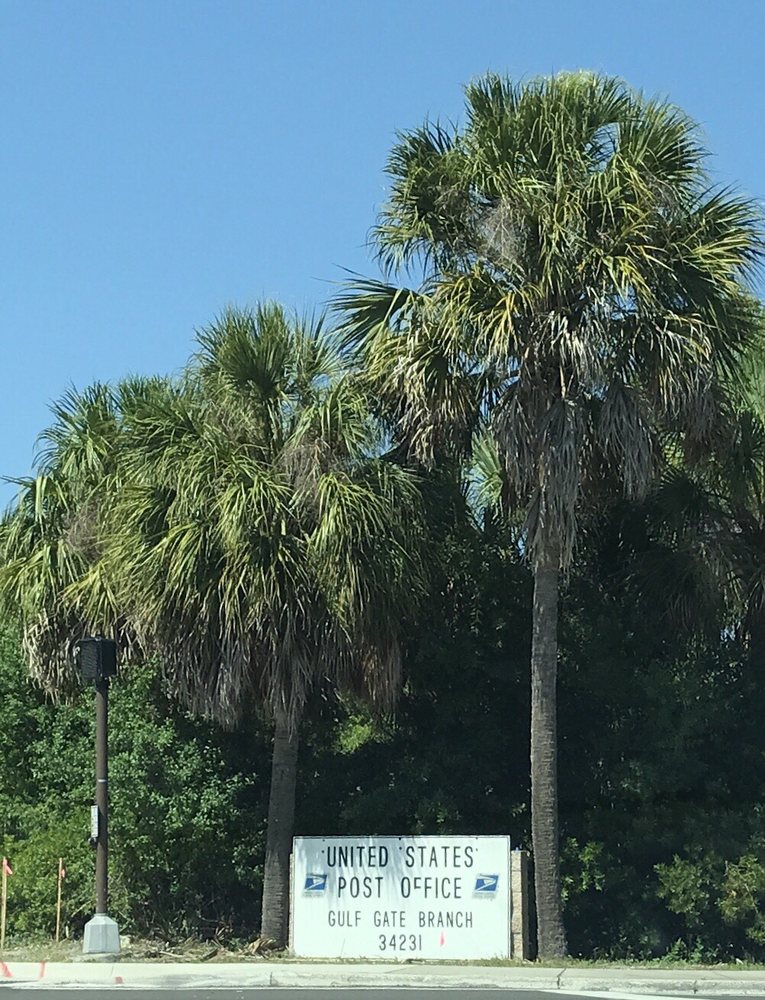 UNITED STATES
POST OFFICE
GULF GATE BRANCH
34231